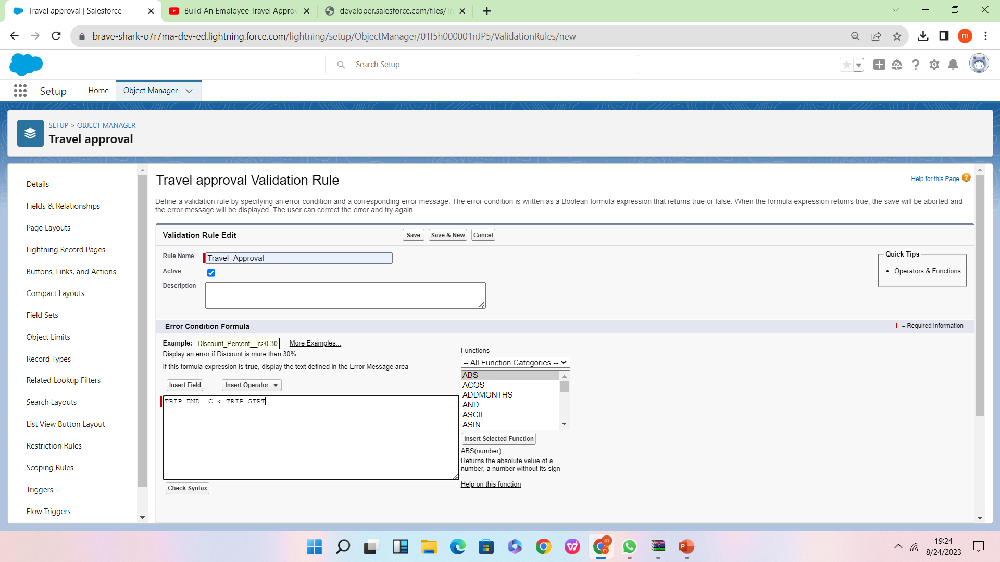 Travel approval | Salesforce
Build An Employee Travel Approv
developer.salesforce.com/files/Tr
brave-shark-o7r7ma-dev-ed.lightning.force.com/lightning/setup/ObjectManager/01I5h000001nJP5/ValidationRules/new
m
Search Setup
Setup
Home
Object Manager
SETUP > OBJECT MANAGER
Travel approval
Details
Fields & Relationships
Page Layouts
Lightning Record Pages
Buttons, Links, and Actions
Compact Layouts
Field Sets
Object Limits
Record Types
Related Lookup Filters
Search Layouts
List View Button Layout
Restriction Rules
Scoping Rules
Triggers
Flow Triggers
Travel approval Validation Rule
Help for this Page
Define a validation rule by specifying an error condition and a corresponding error message. The error condition is written as a Boolean formula expression that returns true or false. When the formula expression returns true, the save will be aborted and
the error message will be displayed. The user can correct the error and try again.
Validation Rule Edit
Save
Save & New
Cancel
Rule Name
Travel_Approval
Active
Description
Quick Tips
• Operators & Functions
Error Condition Formula
= Required Information
Example: Discount_Percent__c>0.30 More Examples...
Display an error if Discount is more than 30%
If this formula expression is true, display the text defined in the Error Message area
Insert Field
Insert Operator
TRIP_END__C < TRIP_STRT
Check Syntax
Functions
-- All Function Categories --
ABS
ACOS
ADDMONTHS
AND
ASCII
ASIN
Insert Selected Function
ABS(number)
Returns the absolute value of a
number, a number without its sign
Help on this function
19:24
8/24/2023